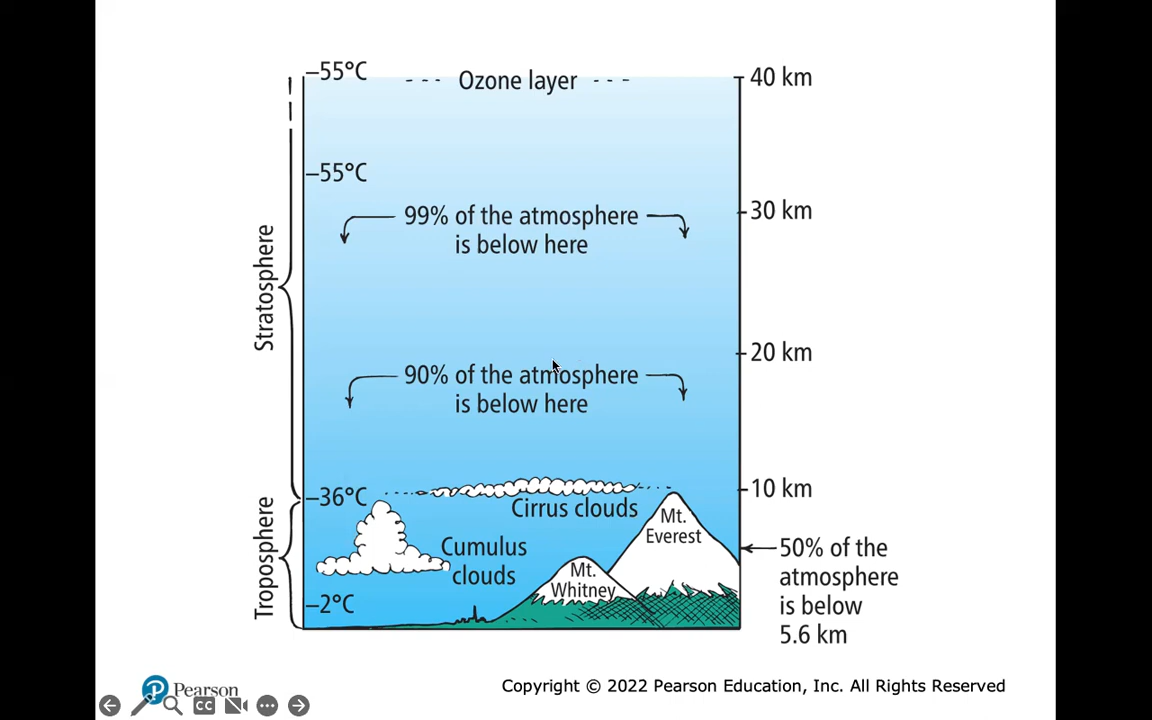 –55°C
Ozone layer
40 km
–55°C
99% of the atmosphere
is below here
30 km
Stratosphere
20 km
90% of the atmosphere
is below here
–36°C
10 km
Cirrus clouds
Mt.
Everest
Cumulus
clouds
Mt.
Whitney
50% of the
atmosphere
is below
5.6 km
Troposphere
–2°C
Pearson
CC
Copyright © 2022 Pearson Education, Inc. All Rights Reserved